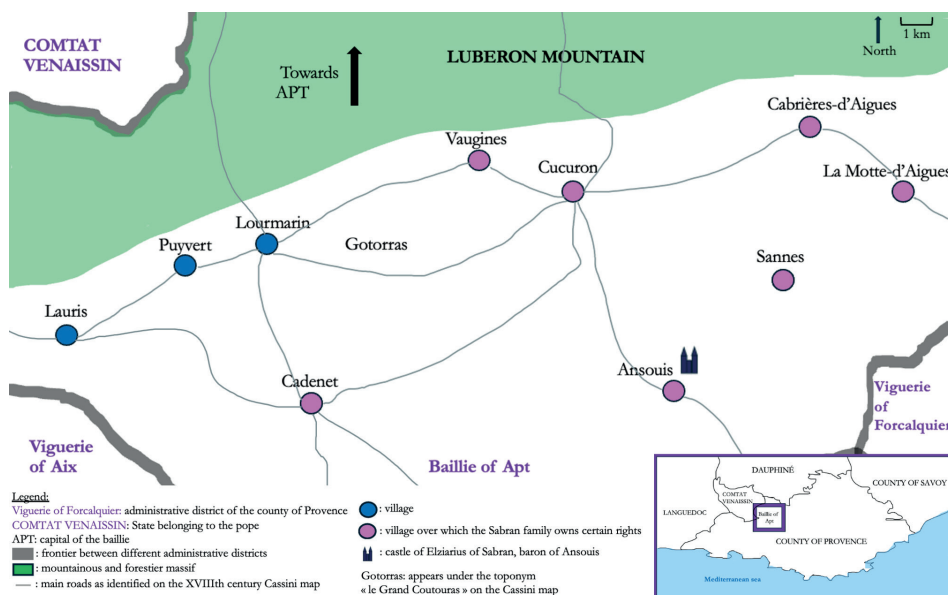 COMTAT
VENAISSIN
Towards
APT
LUBERON MOUNTAIN
North
1 km
Cabrières-d'Aigues
Vaugines
Cucuron
La Motte-d'Aigues
Lourmarin
Puyvert
Gotorras
Sannes
Lauris
Ansouis
Cadenet
Viguerie
of
Forcalquier
Viguerie
of Aix
Baillie of Apt
Legend:
Viguerie of Forcalquier: administrative district of the county of Provence
COMTAT VENAISSIN: State belonging to the pope
APT: capital of the baillie
: frontier between different administrative districts
: mountainous and forestier massif
: main roads as identified on the XVIIIth century Cassini map
: village
: village over which the Sabran family owns certain rights
: castle of Elziarius of Sabran, baron of Ansouis
Gotorras: appears under the toponym
« le Grand Coutouras » on the Cassini map
DAUPHINÉ
COUNTY OF SAVOY
COMTAT
VENAISSIN
LANGUEDOC
Baillie of
Apt
COUNTY OF PROVENCE
Mediterranean sea